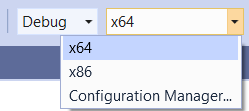 Debug x64
x64
x86
Configuration Manager...